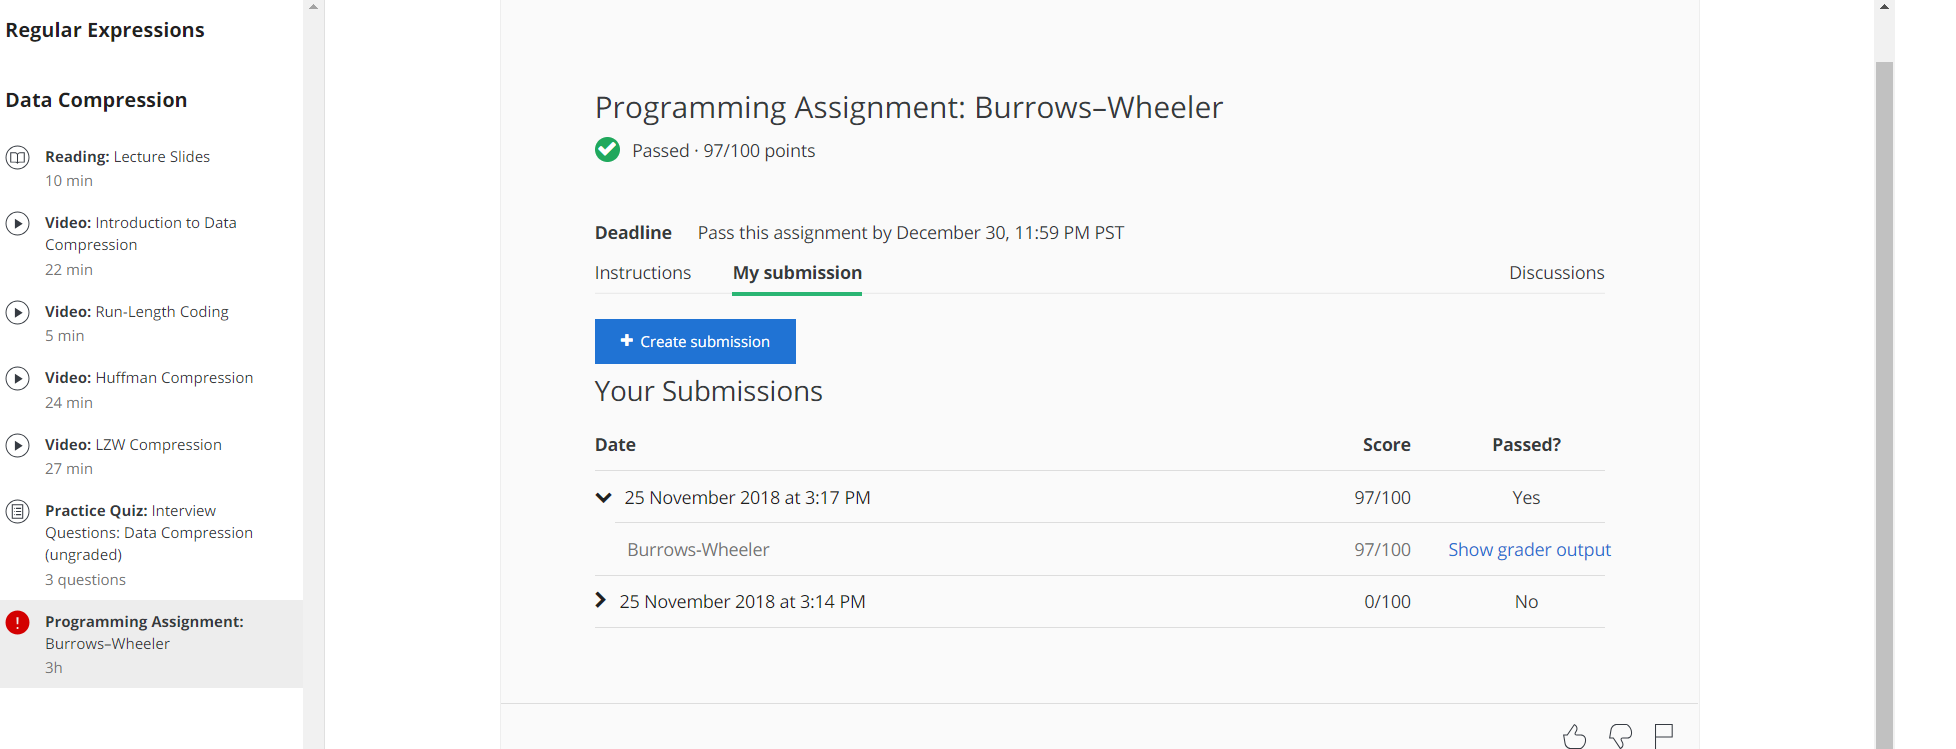 Regular Expressions
Data Compression
Reading: Lecture Slides
10 min
Video: Introduction to Data
Compression
22 min
Video: Run-Length Coding
5 min
Video: Huffman Compression
24 min
Video: LZW Compression
27 min
Practice Quiz: Interview
Questions: Data Compression
(ungraded)
3 questions
Programming Assignment:
Burrows–Wheeler
3h
Programming Assignment: Burrows–Wheeler
Passed · 97/100 points
Deadline Pass this assignment by December 30, 11:59 PM PST
Instructions My submission Discussions
+ Create submission
Your Submissions
Date Score Passed?
25 November 2018 at 3:17 PM 97/100 Yes
Burrows-Wheeler 97/100 Show grader output
25 November 2018 at 3:14 PM 0/100 No